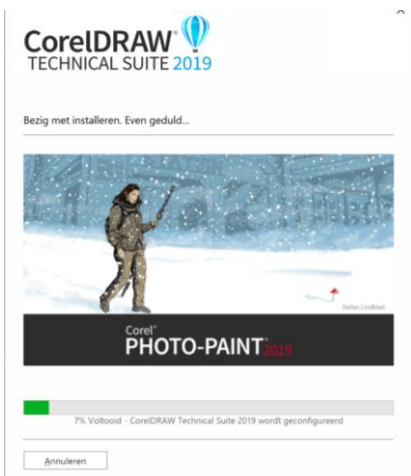 CorelDRAW®
TECHNICAL SUITE 2019
Bezig met installeren. Even geduld...
Stefan Lindblad
Corel®
PHOTO-PAINT® 2019
7% Voltooid - CorelDRAW Technical Suite 2019 wordt geconfigureerd
Annuleren